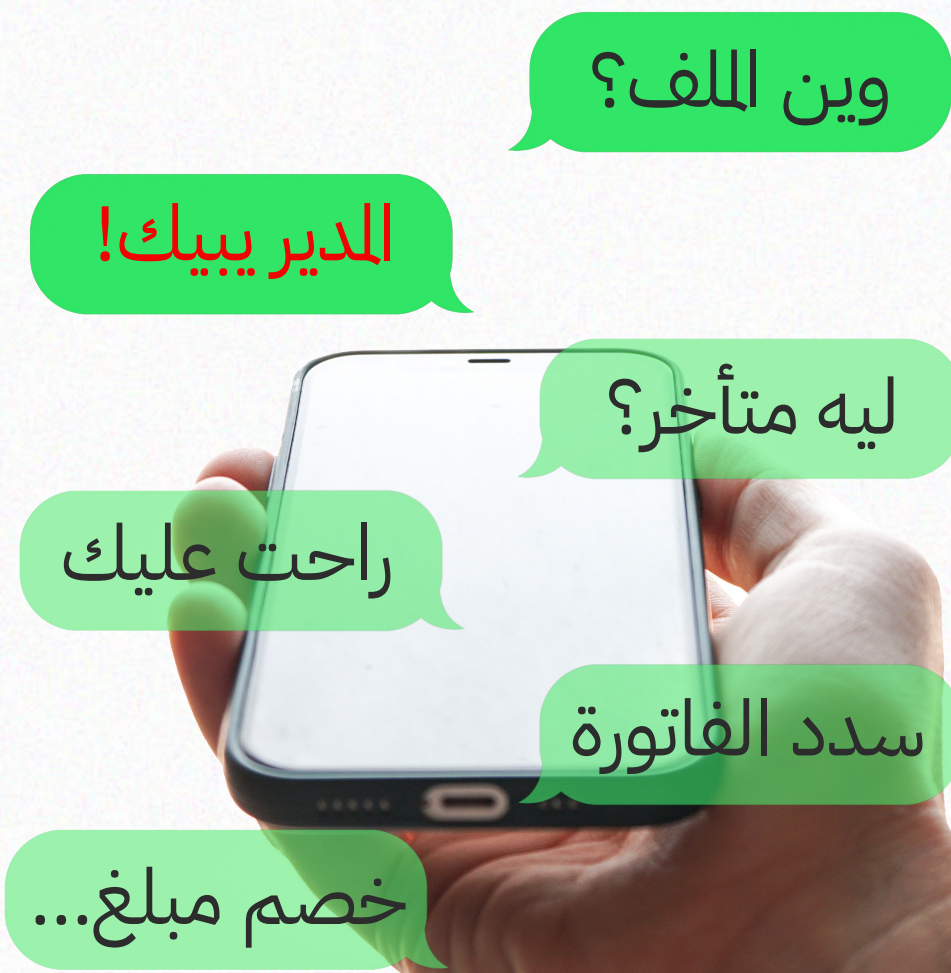 وين الملف؟
المدير يبيك!
ليه متأخر؟
راحت عليك
سدد الفاتورة
خصم مبلغ...